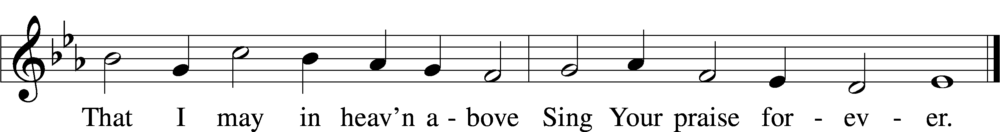 That I may in heav’n a - bove Sing Your praise for - ev - er.